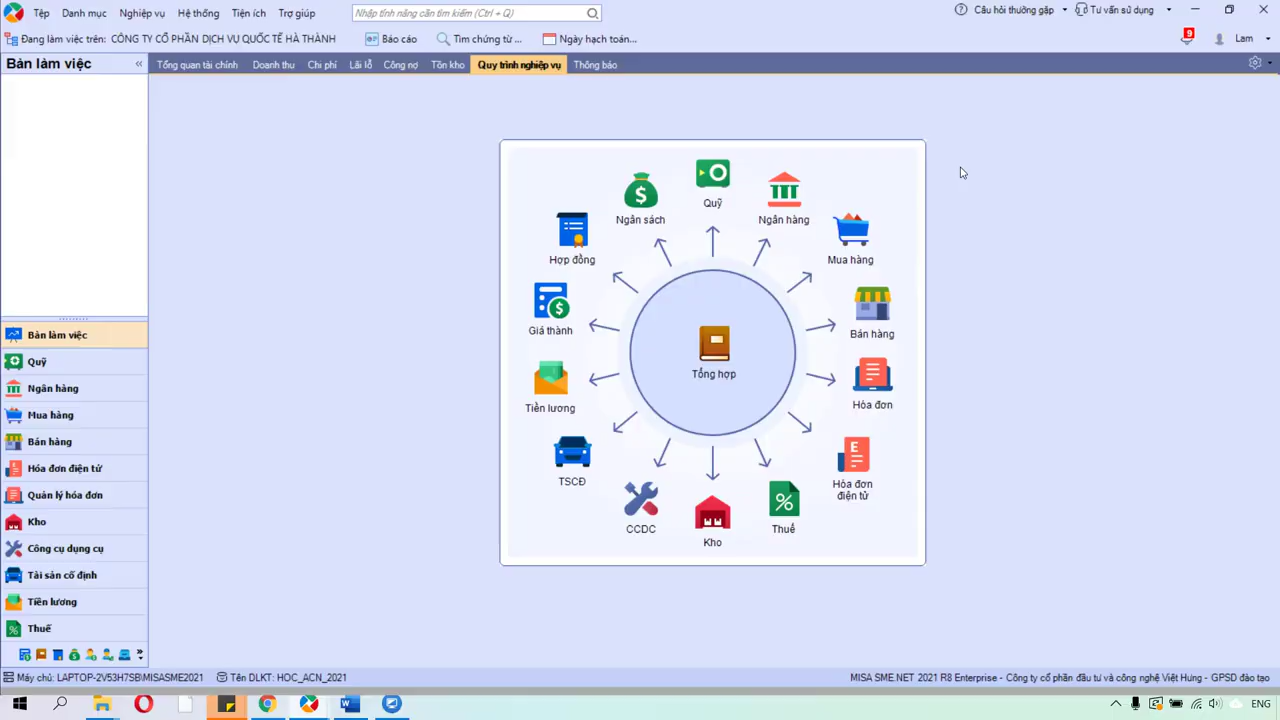 Tệp Danh mục Nghiệp vụ Hệ thống Tiện ích Trợ giúp Nhập tính năng cần tìm kiếm (Ctrl + Q) Câu hỏi thường gặp Tư vấn sử dụng
Đang làm việc trên: CÔNG TY CỔ PHẦN DỊCH VỤ QUỐC TẾ HÀ THÀNH Báo cáo Tìm chứng từ ... Ngày hạch toán... 9 Lam
Bàn làm việc « Tổng quan tài chính Doanh thu Chi phí Lãi lỗ Công nợ Tồn kho Quy trình nghiệp vụ Thông báo
Quỹ
Ngân sách
Ngân hàng
Hợp đồng
Mua hàng
Giá thành
Bán hàng
Tổng hợp
Tiền lương
Hóa đơn
TSCĐ
E
Hóa đơn
điện tử
CCDC
Kho
Thuế
Bàn làm việc
Quỹ
Ngân hàng
Mua hàng
Bán hàng
Hóa đơn điện tử
Quản lý hóa đơn
Kho
Công cụ dụng cụ
Tài sản cố định
Tiền lương
Thuế
Máy chủ: LAPTOP-2V53H7SB\MISASME2021 Tên DLKT: HOC_ACN_2021 MISA SME.NET 2021 R8 Enterprise - Công ty cổ phần đầu tư và công nghệ Việt Hưng - GPSD đào tạo
ENG